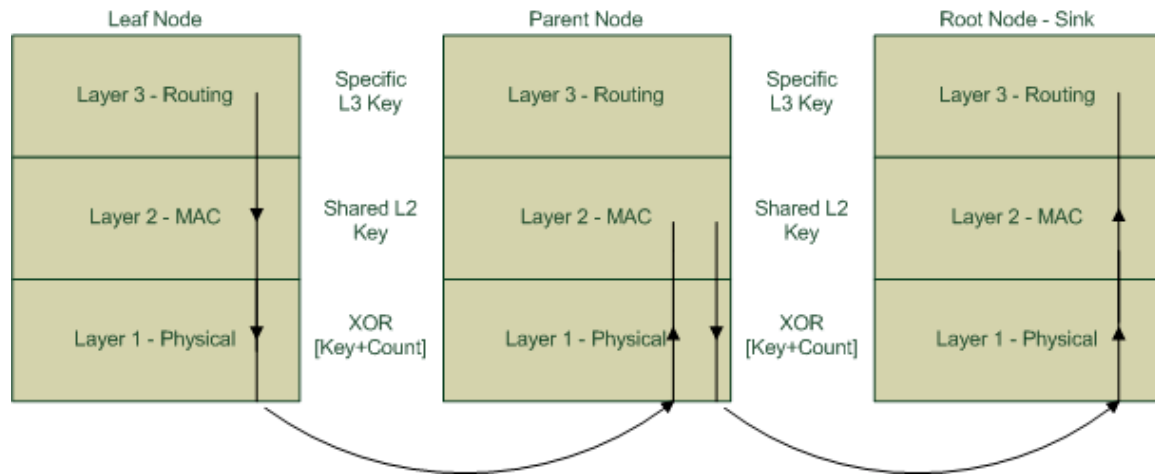 Leaf Node
Parent Node
Root Node - Sink
Layer 3 - Routing
Specific
L3 Key
Layer 3 - Routing
Specific
L3 Key
Layer 3 - Routing
Layer 2 - MAC
Shared L2
Key
Layer 2 - MAC
Shared L2
Key
Layer 2 - MAC
Layer 1 - Physical
XOR
[Key+Count]
Layer 1 - Physical
XOR
[Key+Count]
Layer 1 - Physical